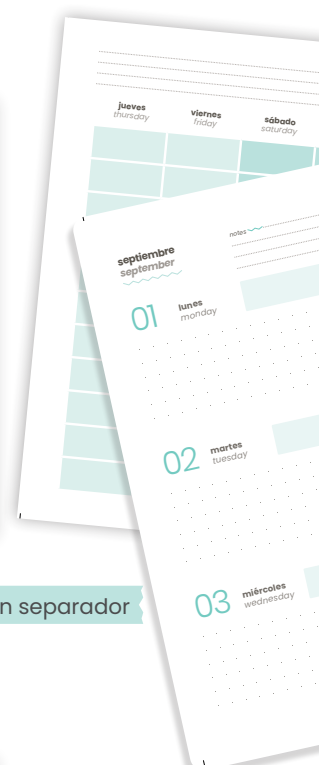 jueves
thursday
viernes
friday
sábado
saturday
septiembre
september
notes
01
lunes
monday
02
martes
tuesday
03
miércoles
wednesday
n separador